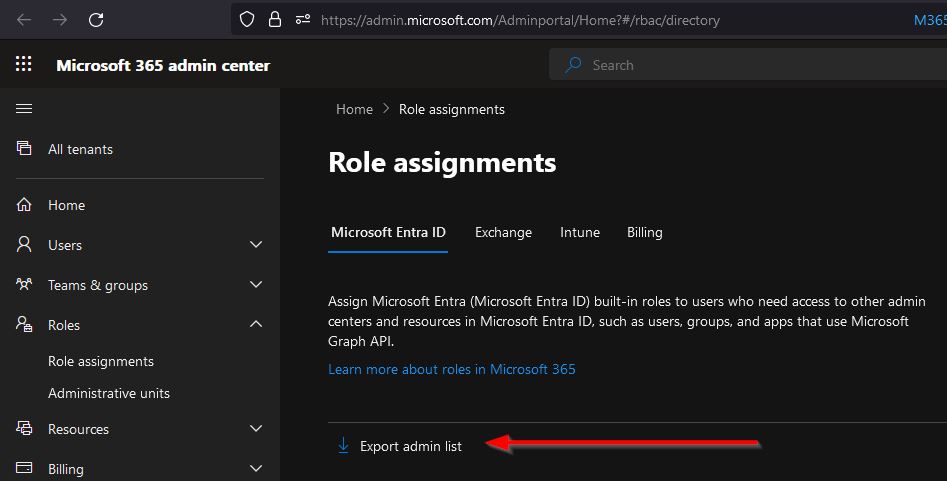 https://admin.microsoft.com/Adminportal/Home?#/rbac/directory
M365
Microsoft 365 admin center
Search
All tenants
Home
Users
Teams & groups
Roles
Role assignments
Administrative units
Resources
Billing
Home > Role assignments
Role assignments
Microsoft Entra ID Exchange Intune Billing
Assign Microsoft Entra (Microsoft Entra ID) built-in roles to users who need access to other admin
centers and resources in Microsoft Entra ID, such as users, groups, and apps that use Microsoft
Graph API.
Learn more about roles in Microsoft 365
Export admin list